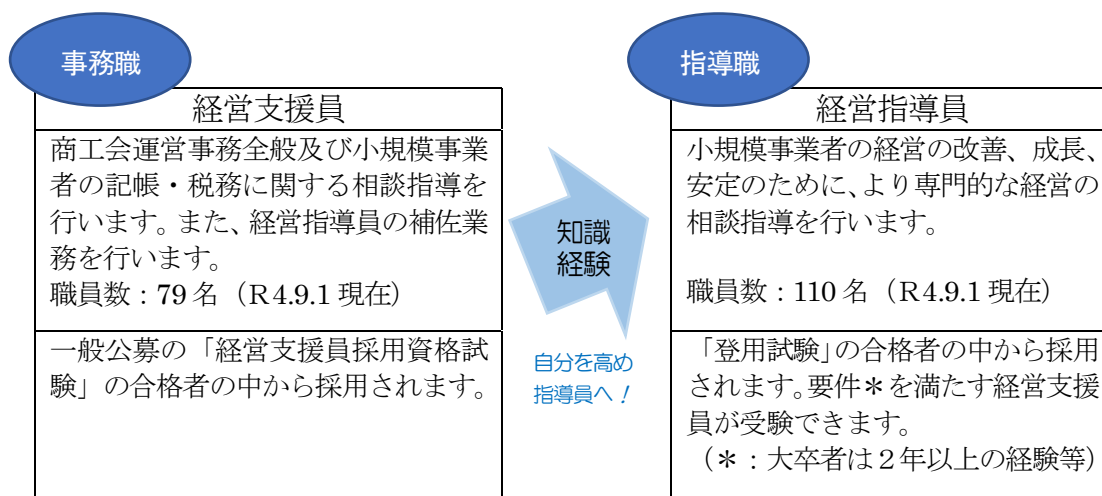 事務職
経営支援員
商工会運営事務全般及び小規模事業
者の記帳・税務に関する相談指導を
行います。また、経営指導員の補佐業
務を行います。
職員数：79名（R4.9.1現在）
一般公募の「経営支援員採用資格試
験」の合格者の中から採用されます。
知識
経験
自分を高め
指導員へ！
指導職
経営指導員
小規模事業者の経営の改善、成長、
安定のために、より専門的な経営の
相談指導を行います。
職員数：110名（R4.9.1現在）
「登用試験」の合格者の中から採用
されます。要件＊を満たす経営支援
員が受験できます。
（＊：大卒者は２年以上の経験等）